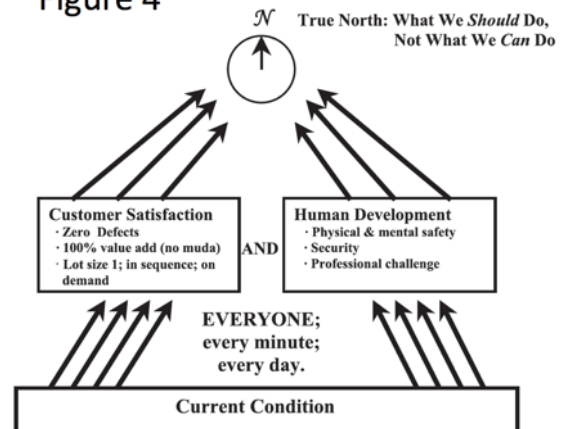 Figure 4
N
True North: What We Should Do,
Not What We Can Do
Customer Satisfaction
· Zero Defects
· 100% value add (no muda)
· Lot size 1; in sequence; on
demand
AND
Human Development
· Physical & mental safety
· Security
· Professional challenge
EVERYONE;
every minute;
every day.
Current Condition